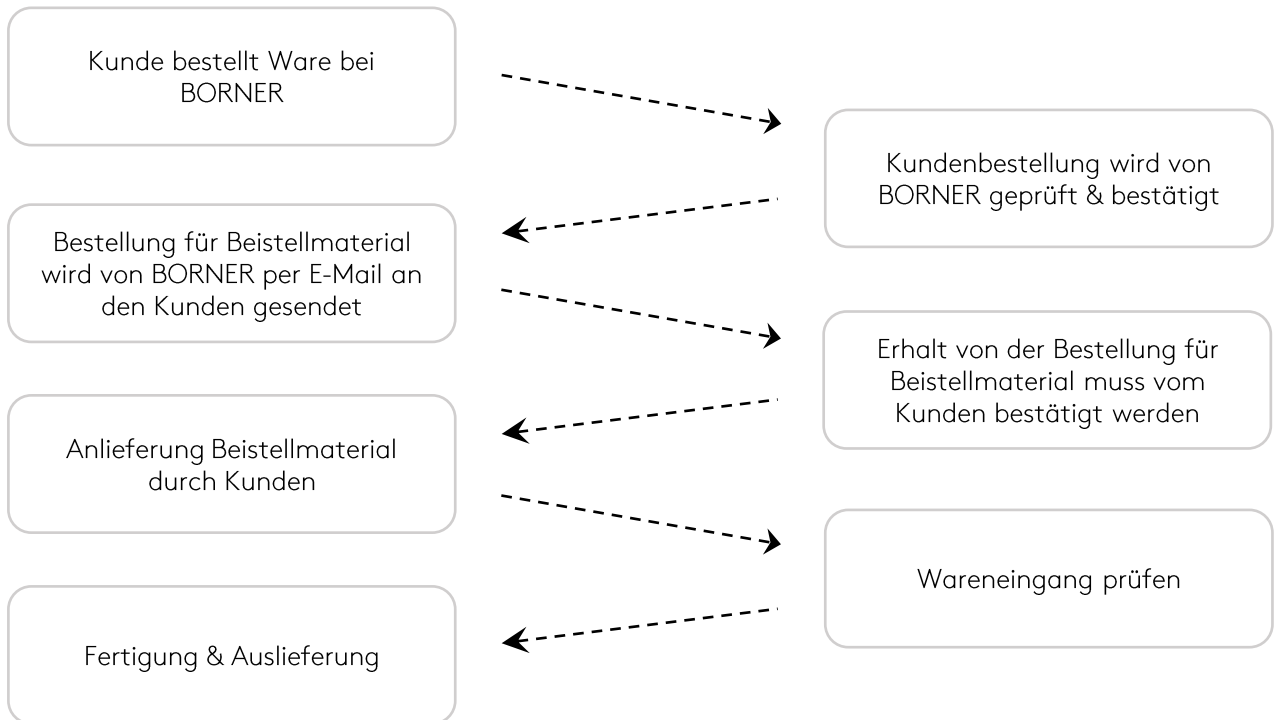 Kunde bestellt Ware bei
BORNER
Kundenbestellung wird von
BORNER geprüft & bestätigt
Bestellung für Beistellmaterial
wird von BORNER per E-Mail an
den Kunden gesendet
Erhalt von der Bestellung für
Beistellmaterial muss vom
Kunden bestätigt werden
Anlieferung Beistellmaterial
durch Kunden
Wareneingang prüfen
Fertigung & Auslieferung